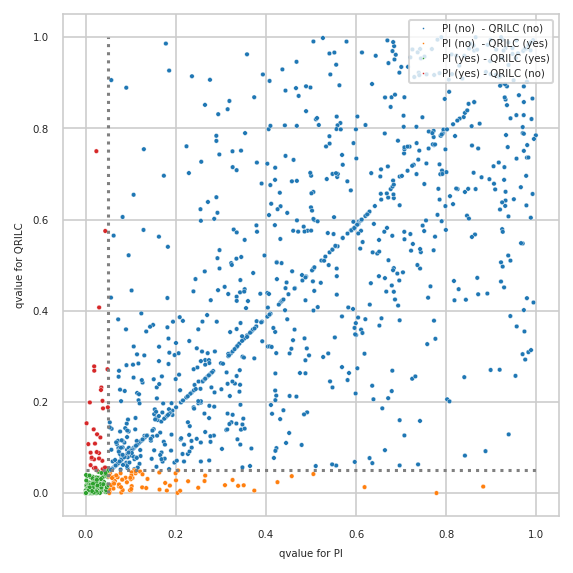 PI (no) - QRILC (no)
PI (no) - QRILC (yes)
PI (yes) - QRILC (yes)
PI (yes) - QRILC (no)
1.0
0.8
0.6
0.4
0.2
0.0
qvalue for QRILC
0.0 0.2 0.4 0.6 0.8 1.0
qvalue for PI